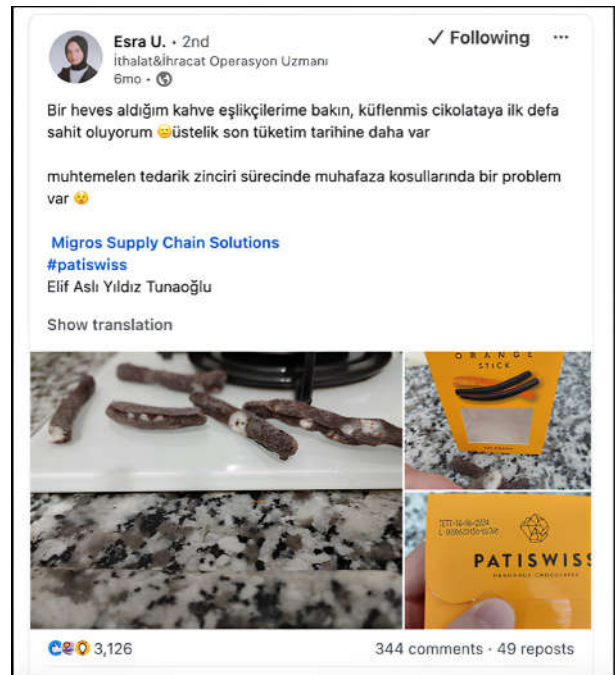 Esra U. • 2nd
✓ Following ...
İthalat&İhracat Operasyon Uzmanı
6mo •
Bir heves aldığım kahve eşlikçilerime bakın, küflenmis cikolataya ilk defa
sahit oluyorum 😑üstelik son tüketim tarihine daha var
muhtemelen tedarik zinciri sürecinde muhafaza kosullarında bir problem
var 😯
Migros Supply Chain Solutions
#patiswiss
Elif Aslı Yıldız Tunaoğlu
Show translation
ORANGE
STICK
PATISWISS
HANDMADE CHOCOLATES
3,126
344 comments · 49 reposts